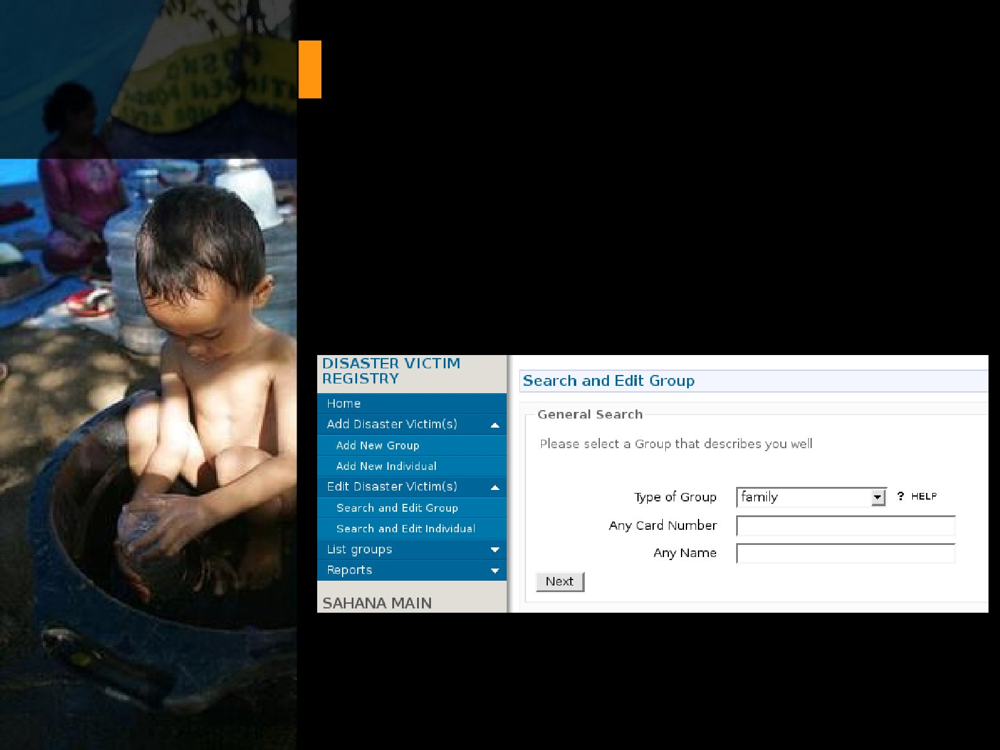 DISASTER VICTIM
REGISTRY
Home
Add Disaster Victim(s)
Add New Group
Add New Individual
Edit Disaster Victim(s)
Search and Edit Group
Search and Edit Individual
List groups
Reports
SAHANA MAIN
Search and Edit Group
General Search
Please select a Group that describes you well
Type of Group family ? HELP
Any Card Number
Any Name
Next